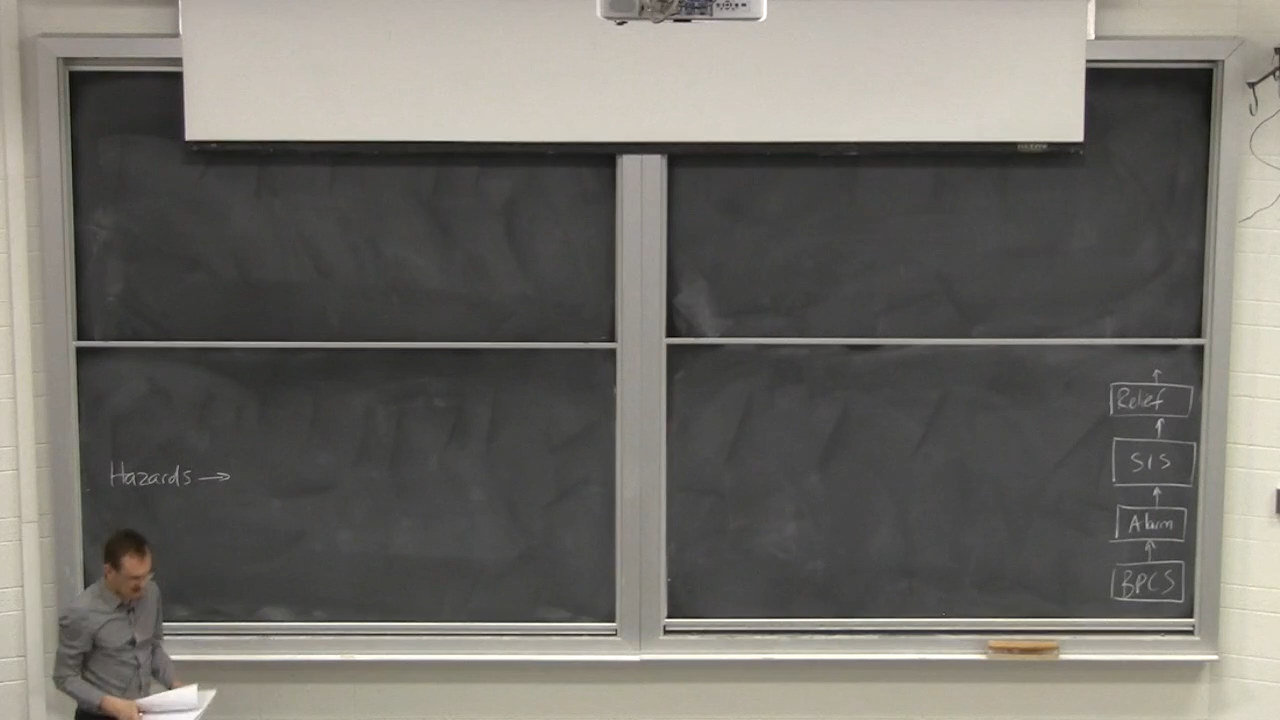 Hazards →
Relief
SIS
Alarm
BPCS